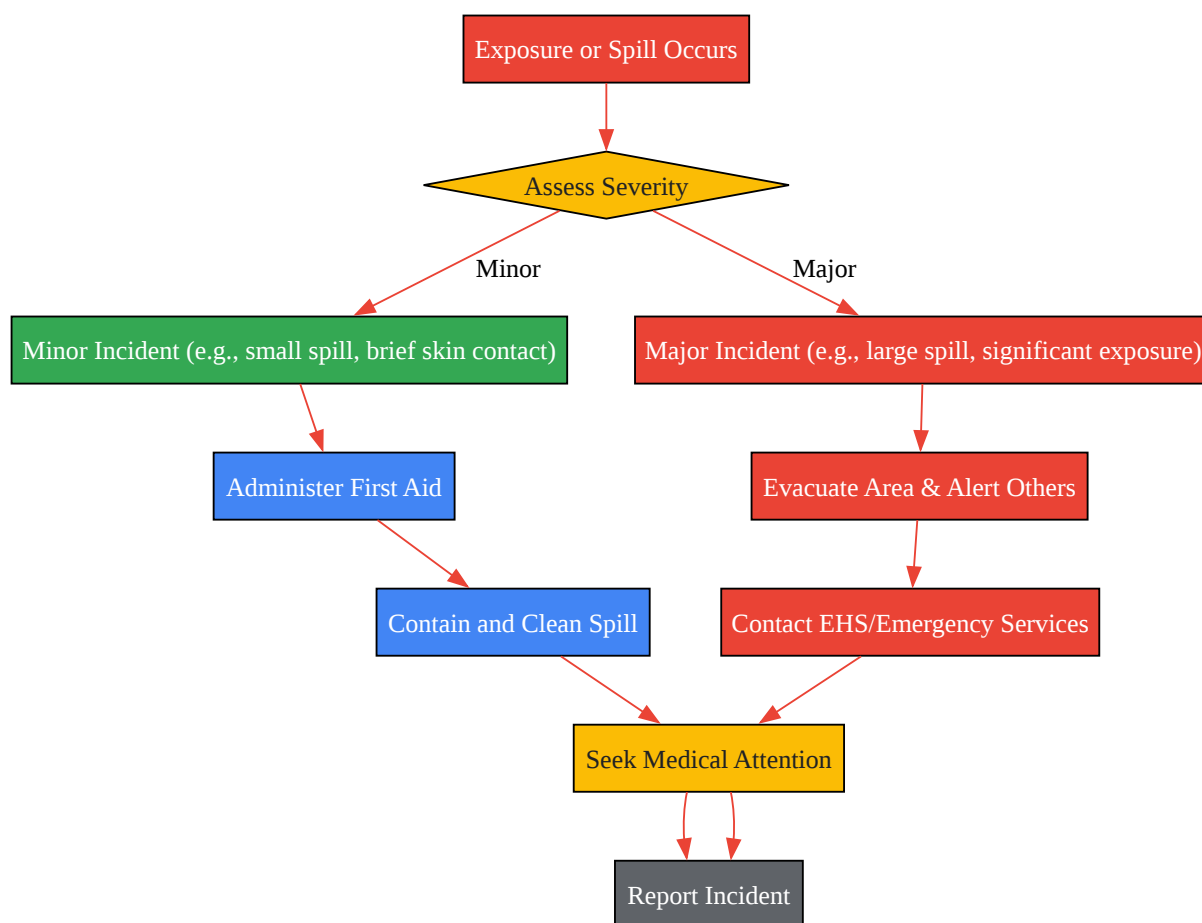 Exposure or Spill Occurs
Assess Severity
Minor
Major
Minor Incident (e.g., small spill, brief skin contact)
Major Incident (e.g., large spill, significant exposure)
Administer First Aid
Evacuate Area & Alert Others
Contain and Clean Spill
Contact EHS/Emergency Services
Seek Medical Attention
Report Incident